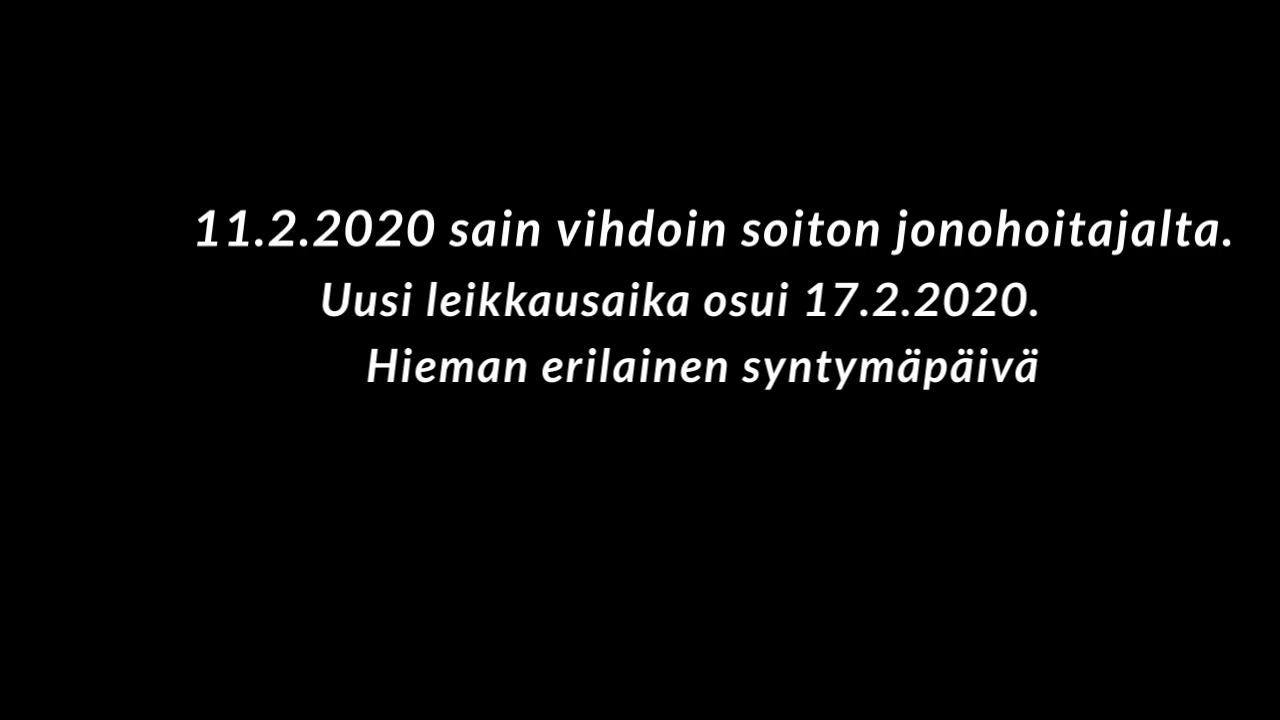 11.2.2020 sain vihdoin soiton jonohoitajalta.
Uusi leikkausaika osui 17.2.2020.
Hieman erilainen syntymäpäivä